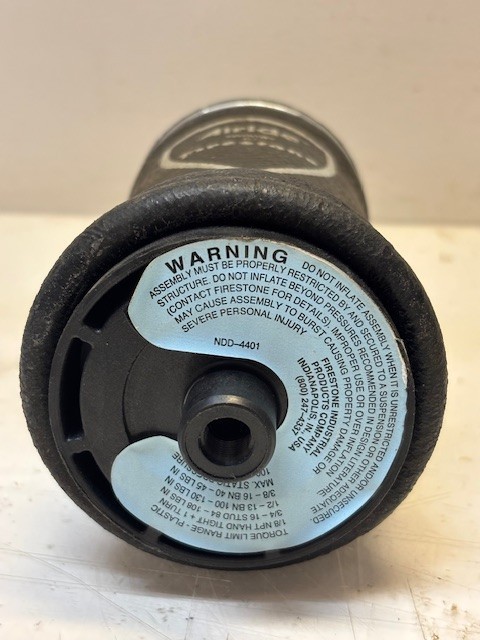 Airide
Firestone
WARNING
DO NOT INFLATE ASSEMBLY WHEN IT IS UNRESTRICTED AND/OR UNSECURED.
ASSEMBLY MUST BE PROPERLY RESTRICTED BY AND SECURED TO A SUSPENSION OR OTHER ADEQUATE
STRUCTURE. DO NOT INFLATE BEYOND PRESSURES RECOMMENDED IN DESIGN LITERATURE
(CONTACT FIRESTONE FOR DETAILS). IMPROPER USE OR OVER INFLATION
MAY CAUSE ASSEMBLY TO BURST CAUSING PROPERTY DAMAGE OR
SEVERE PERSONAL INJURY
NDD-4401
FIRESTONE INDUSTRIAL
PRODUCTS COMPANY
INDIANAPOLIS, IN, USA
(800) 247-4337
MAX STATIC
3/8 - 16 BN 40 - 45 LBS IN
1/2 - 13 BN 100 - 130 LBS IN
3/4 - 16 STUD 84 - 108 LBS IN
1/8 NPT HAND TIGHT + 1 TURN
TORQUE LIMIT RANGE: PLASTIC